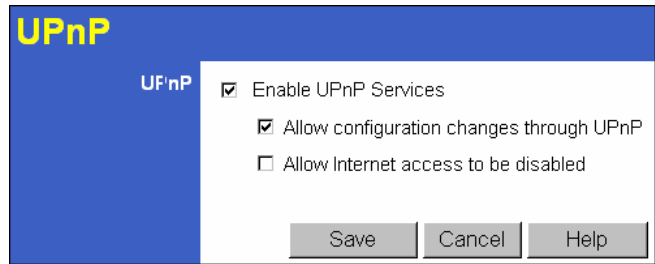 UPnP
UPnP
Enable UPnP Services
Allow configuration changes through UPnP
Allow Internet access to be disabled
Save Cancel Help